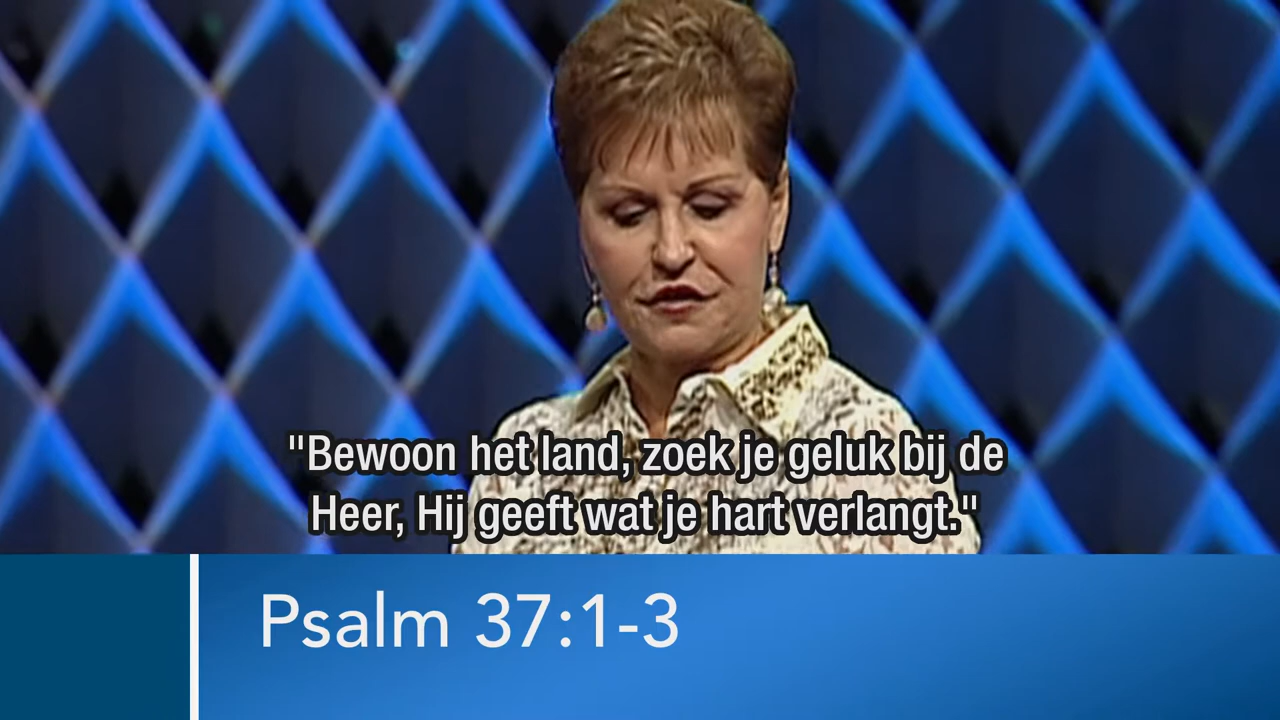 "Bewoon het land, zoek je geluk bij de
Heer, Hij geeft wat je hart verlangt."
Psalm 37:1-3